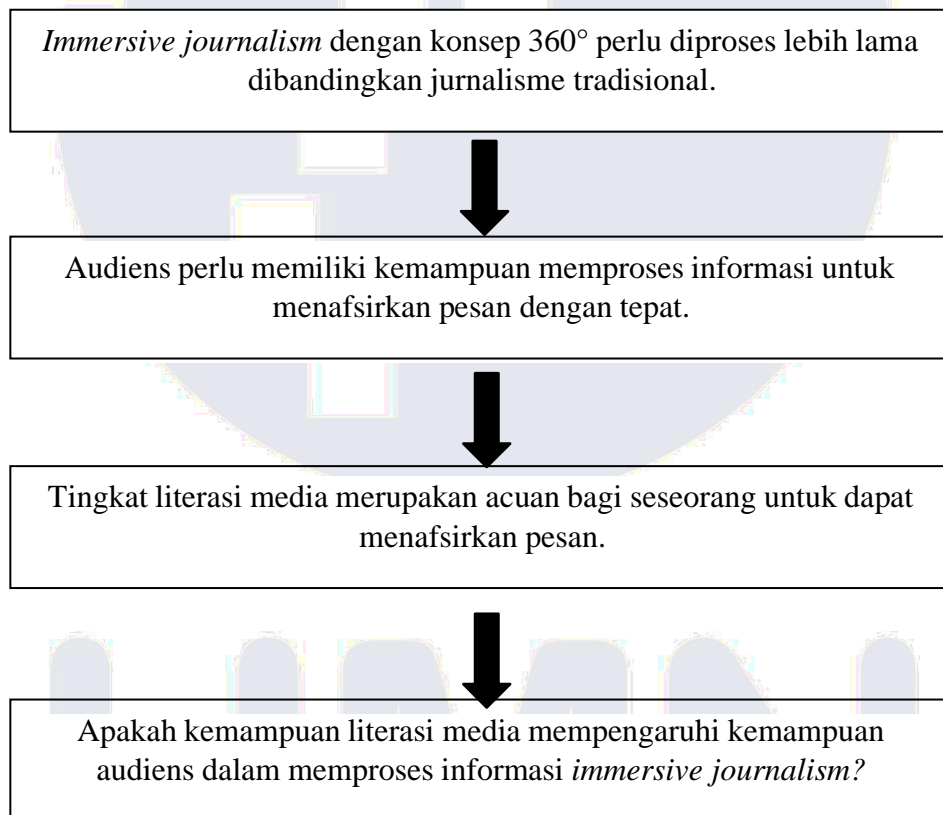 Immersive journalism dengan konsep 360° perlu diproses lebih lama
dibandingkan jurnalisme tradisional.
Audiens perlu memiliki kemampuan memproses informasi untuk
menafsirkan pesan dengan tepat.
Tingkat literasi media merupakan acuan bagi seseorang untuk dapat
menafsirkan pesan.
Apakah kemampuan literasi media mempengaruhi kemampuan
audiens dalam memproses informasi immersive journalism?